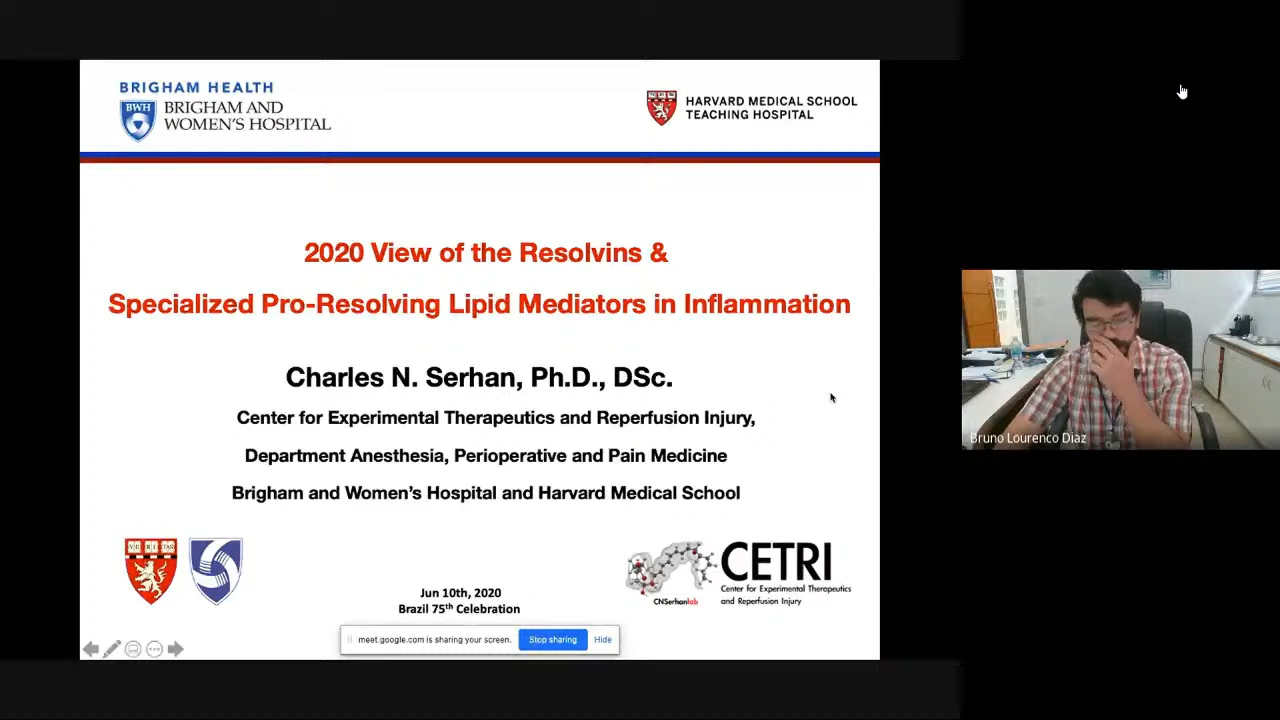 BRIGHAM HEALTH
BWH
BRIGHAM AND
WOMEN'S HOSPITAL
HARVARD MEDICAL SCHOOL
TEACHING HOSPITAL
2020 View of the Resolvins &
Specialized Pro-Resolving Lipid Mediators in Inflammation
Charles N. Serhan, Ph.D., DSc.
Center for Experimental Therapeutics and Reperfusion Injury,
Department Anesthesia, Perioperative and Pain Medicine
Brigham and Women's Hospital and Harvard Medical School
VERITAS
CETRI
Center for Experimental Therapeutics
and Reperfusion Injury
CNSerhanlab
Jun 10th, 2020
Brazil 75th Celebration
meet.google.com is sharing your screen.
Stop sharing
Hide
Bruno Lourenco Diaz